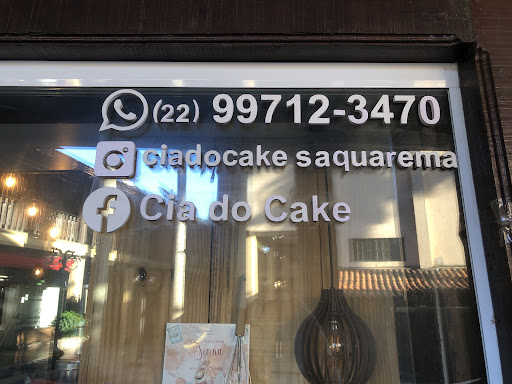 (22) 99712-3470
ciadocake saquarema
Cia do Cake